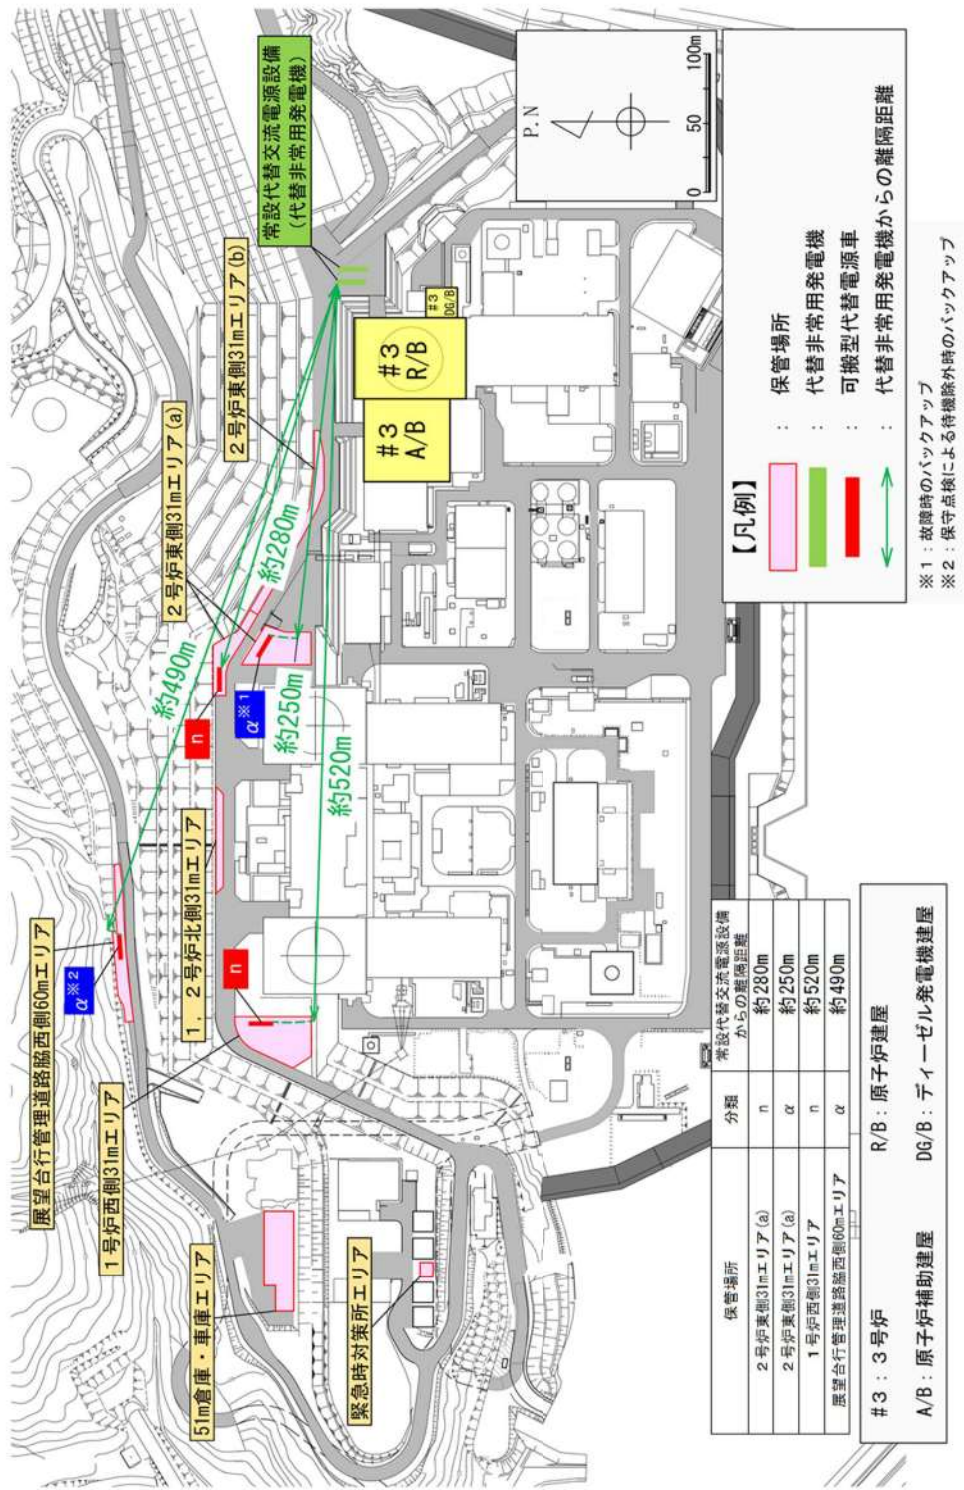 常設代替交流電源設備
(代替非常用発電機)
2号炉東側31mエリア(b)
2号炉東側31mエリア(a)
展望台行管理道路脇西側60mエリア
1,2号炉北側31mエリア
1号炉西側31mエリア
51m倉庫・車庫エリア
緊急時対策所エリア
約490m
約280m
約250m
約520m
n
α※1
α※2
n
#3
R/B
#3
A/B
#3
DG/B
P.N
0
50
100m
【凡例】
: 保管場所
: 代替非常用発電機
: 可搬型代替電源車
: 代替非常用発電機からの離隔距離
※1:故障時のバックアップ
※2:保守点検による待機除外時のバックアップ
保管場所 分類 常設代替交流電源設備
からの離隔距離
2号炉東側31mエリア(a) n 約280m
2号炉東側31mエリア(a) α 約250m
1号炉西側31mエリア n 約520m
展望台行管理道路脇西側60mエリア α 約490m
#3:3号炉 R/B:原子炉建屋
A/B:原子炉補助建屋 DG/B:ディーゼル発電機建屋